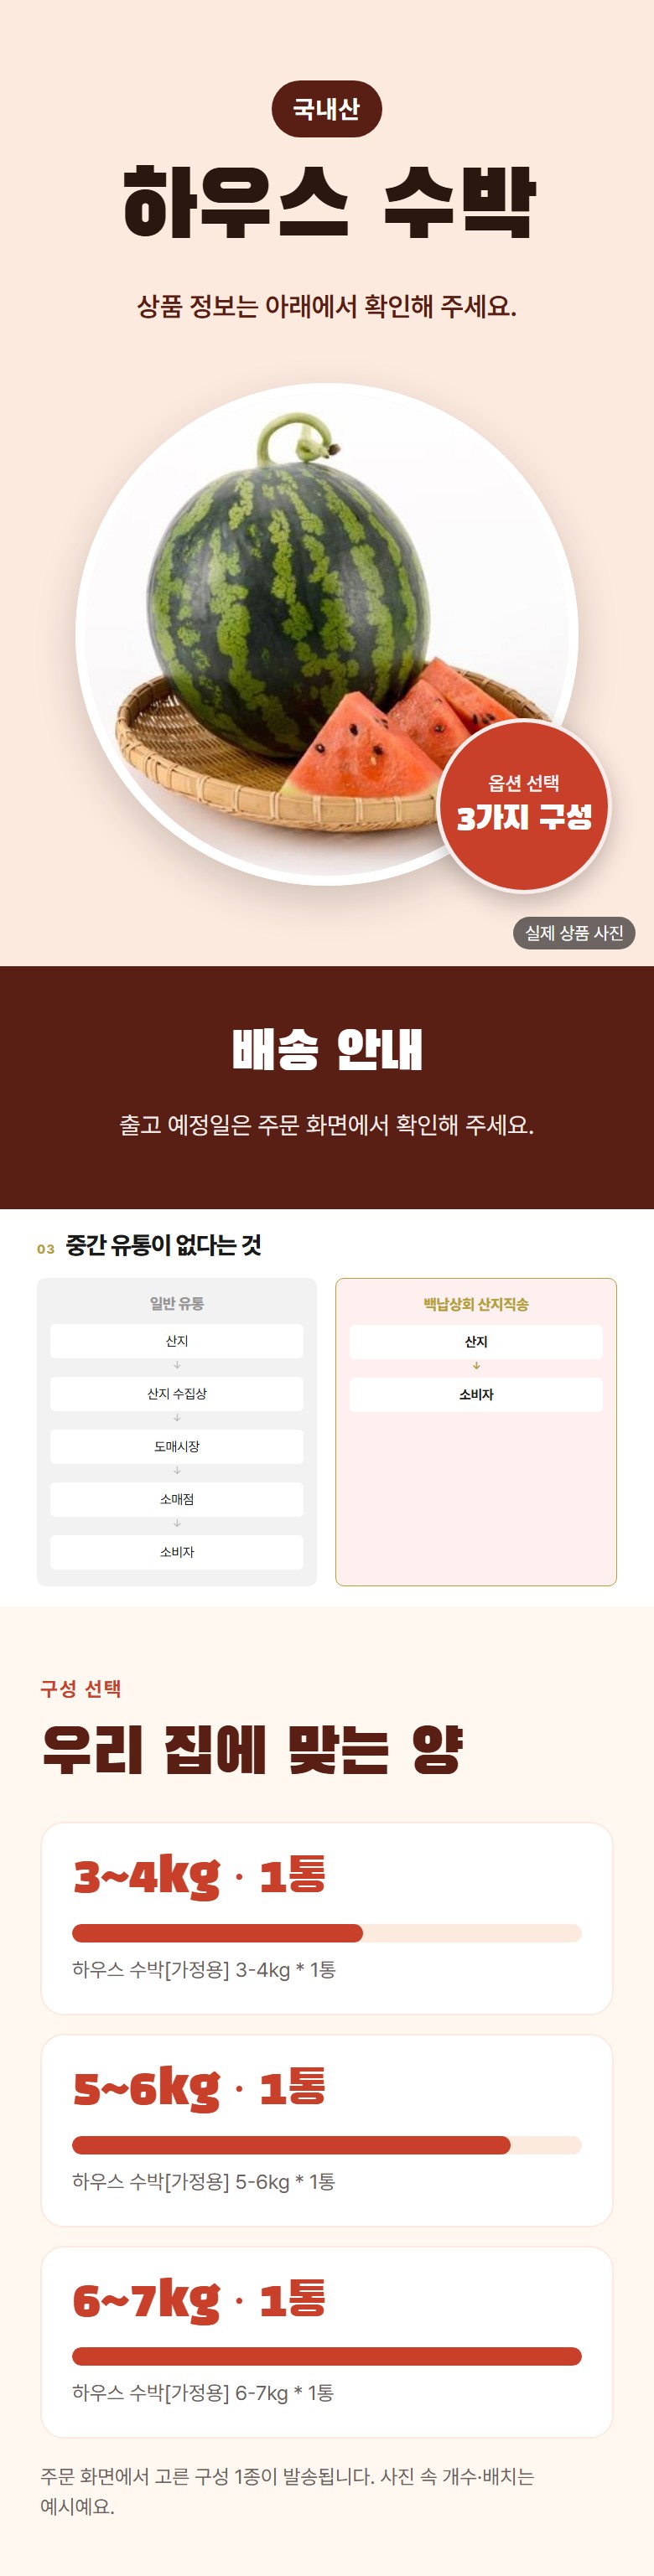 국내산
하우스 수박
상품 정보는 아래에서 확인해 주세요.
옵션 선택
3가지 구성
실제 상품 사진
배송 안내
출고 예정일은 주문 화면에서 확인해 주세요.
03 중간 유통이 없다는 것
일반 유통
산지
↓
산지 수집상
↓
도매시장
↓
소매점
↓
소비자
백납상회 산지직송
산지
↓
소비자
구성 선택
우리 집에 맞는 양
3~4kg · 1통
하우스 수박[가정용] 3-4kg * 1통
5~6kg · 1통
하우스 수박[가정용] 5-6kg * 1통
6~7kg · 1통
하우스 수박[가정용] 6-7kg * 1통
주문 화면에서 고른 구성 1종이 발송됩니다. 사진 속 개수·배치는
예시예요.